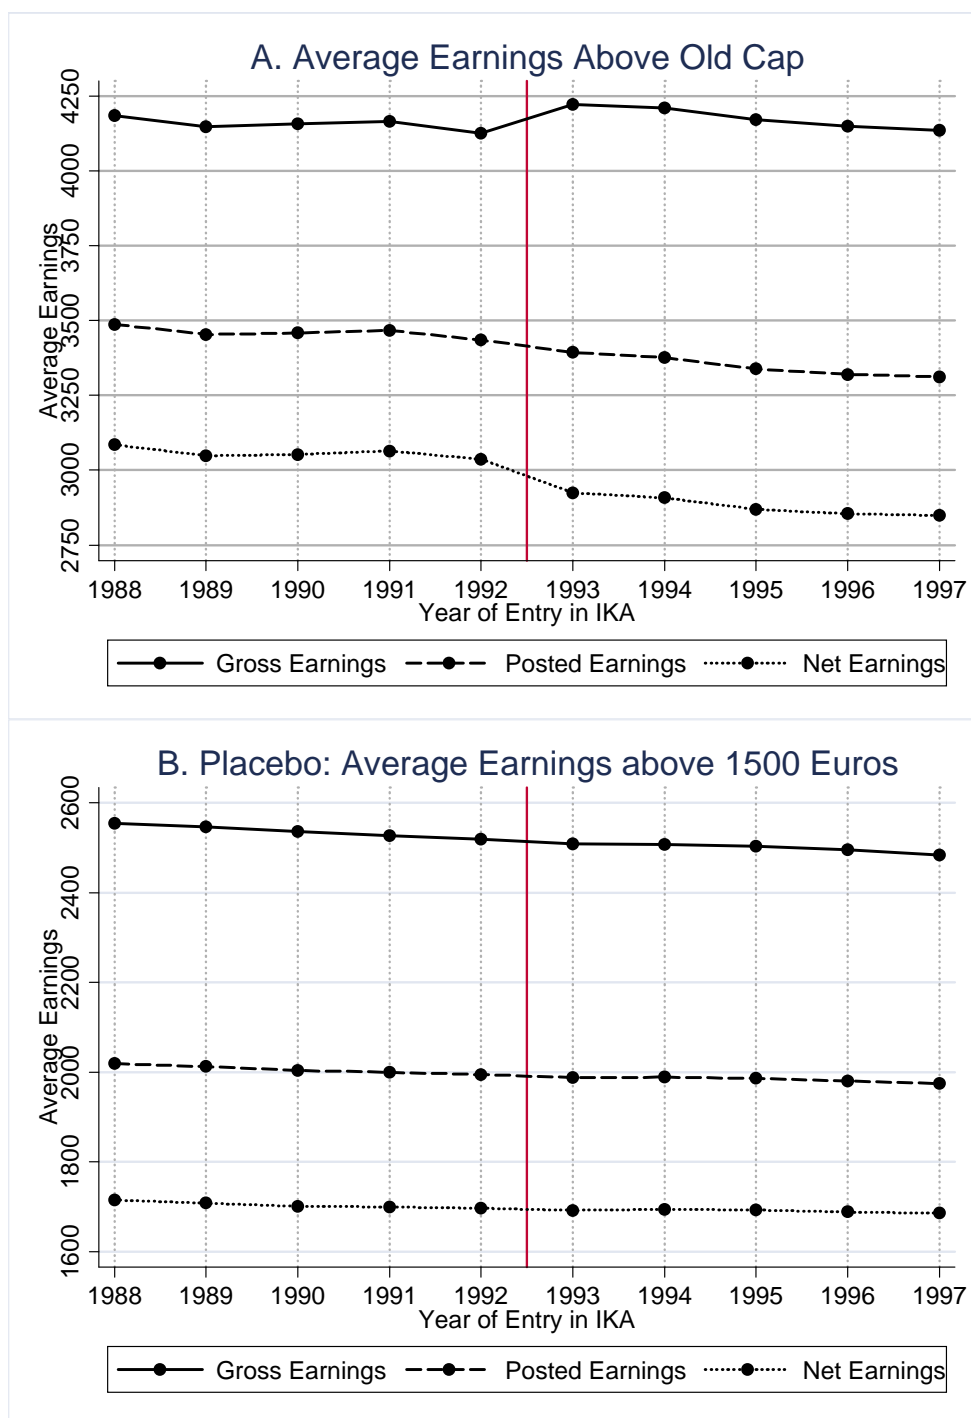 A. Average Earnings Above Old Cap
4250
4000
3750
3500
3250
3000
2750
Average Earnings
1988 1989 1990 1991 1992 1993 1994 1995 1996 1997
Year of Entry in IKA
Gross Earnings Posted Earnings Net Earnings
B. Placebo: Average Earnings above 1500 Euros
2600
2400
2200
2000
1800
1600
Average Earnings
1988 1989 1990 1991 1992 1993 1994 1995 1996 1997
Year of Entry in IKA
Gross Earnings Posted Earnings Net Earnings